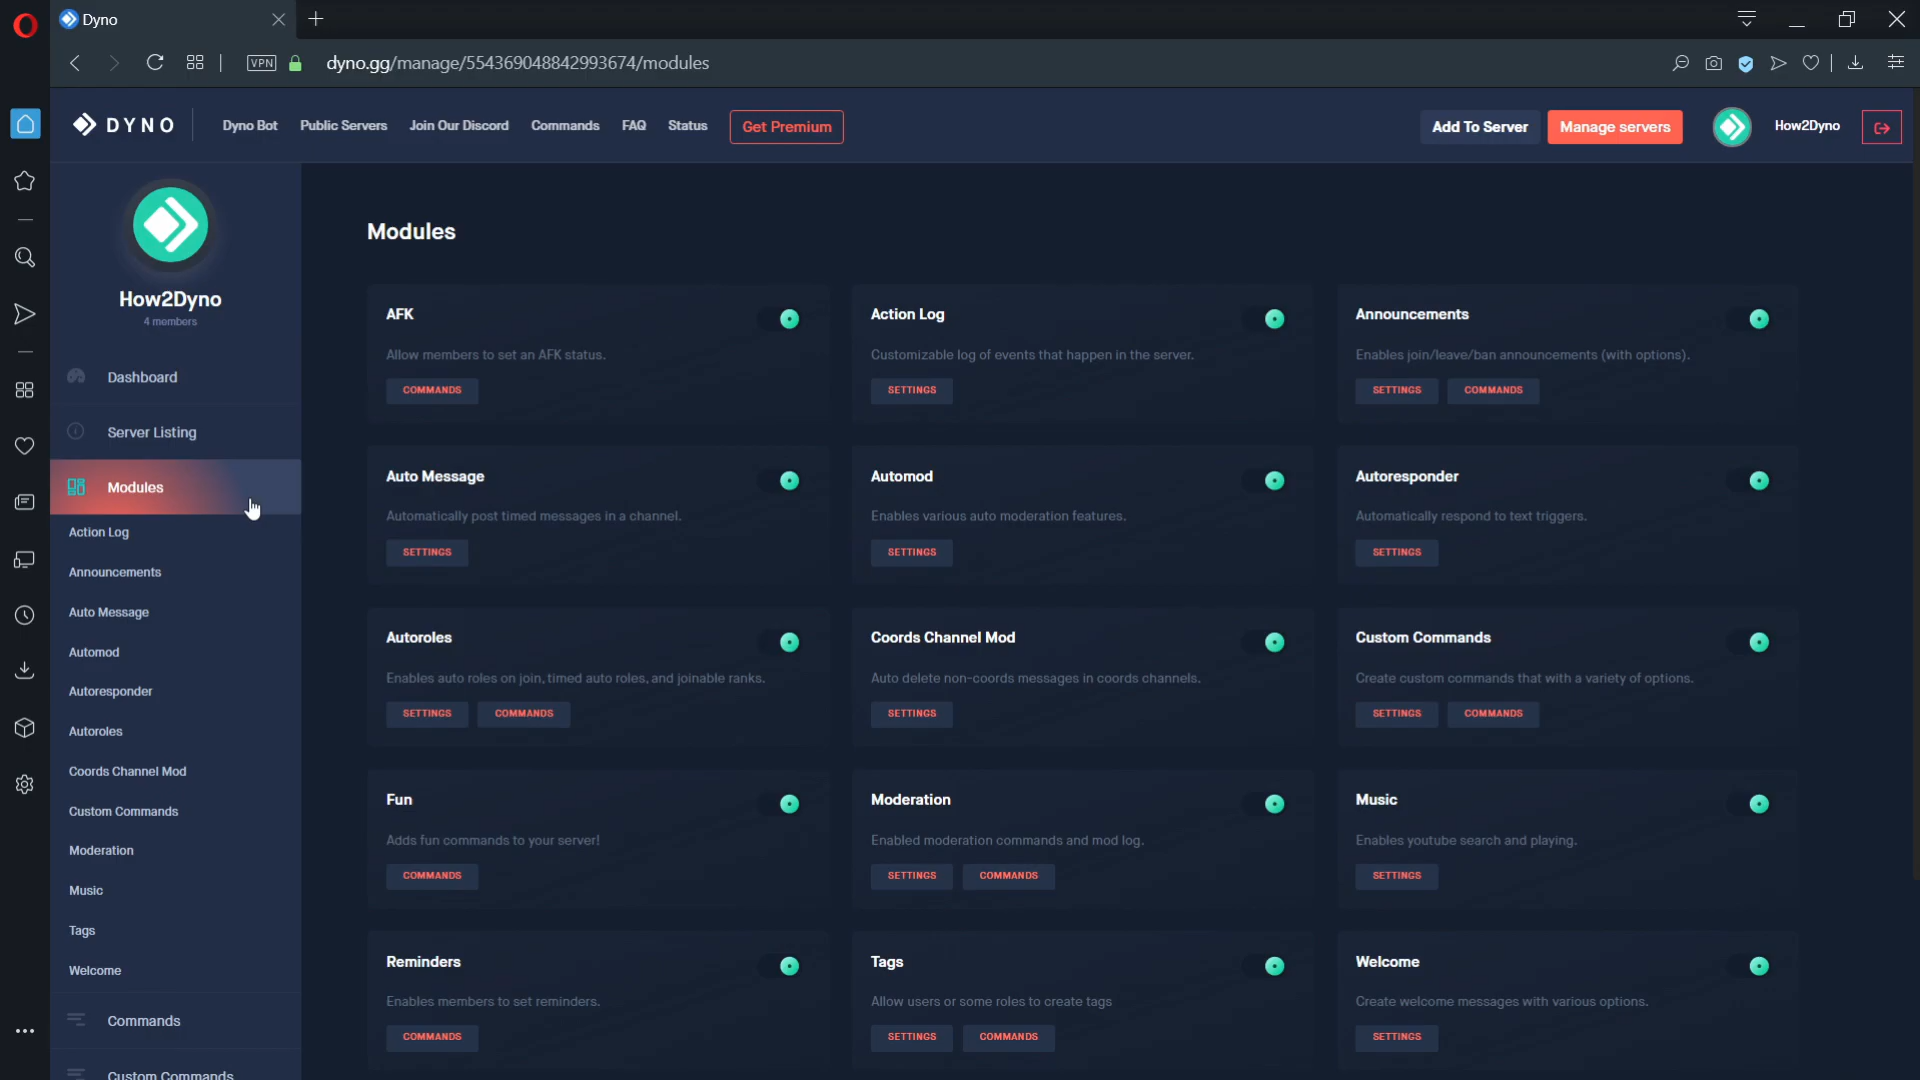 Dyno
VPN
dyno.gg/manage/554369048842993674/modules
DYNO
Dyno Bot
Public Servers
Join Our Discord
Commands
FAQ
Status
Get Premium
Add To Server
Manage servers
How2Dyno
How2Dyno
4 members
Dashboard
Server Listing
Modules
Action Log
Announcements
Auto Message
Automod
Autoresponder
Autoroles
Coords Channel Mod
Custom Commands
Moderation
Music
Tags
Welcome
Commands
Custom Commands
Modules
AFK
Allow members to set an AFK status.
COMMANDS
Action Log
Customizable log of events that happen in the server.
SETTINGS
Announcements
Enables join/leave/ban announcements (with options).
SETTINGS COMMANDS
Auto Message
Automatically post timed messages in a channel.
SETTINGS
Automod
Enables various auto moderation features.
SETTINGS
Autoresponder
Automatically respond to text triggers.
SETTINGS
Autoroles
Enables auto roles on join, timed auto roles, and joinable ranks.
SETTINGS COMMANDS
Coords Channel Mod
Auto delete non-coords messages in coords channels.
SETTINGS
Custom Commands
Create custom commands that with a variety of options.
SETTINGS COMMANDS
Fun
Adds fun commands to your server!
COMMANDS
Moderation
Enabled moderation commands and mod log.
SETTINGS COMMANDS
Music
Enables youtube search and playing.
SETTINGS
Reminders
Enables members to set reminders.
COMMANDS
Tags
Allow users or some roles to create tags
SETTINGS COMMANDS
Welcome
Create welcome messages with various options.
SETTINGS